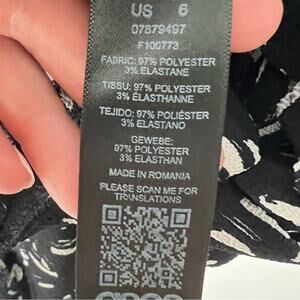 US 6
07879497
F100773
FABRIC: 97% POLYESTER
3% ELASTANE
TISSU: 97% POLYESTER
3% ELASTHANNE
TEJIDO: 97% POLIÉSTER
3% ELASTANO
GEWEBE:
97% POLYESTER
3% ELASTHAN
MADE IN ROMANIA
PLEASE SCAN ME FOR
TRANSLATIONS